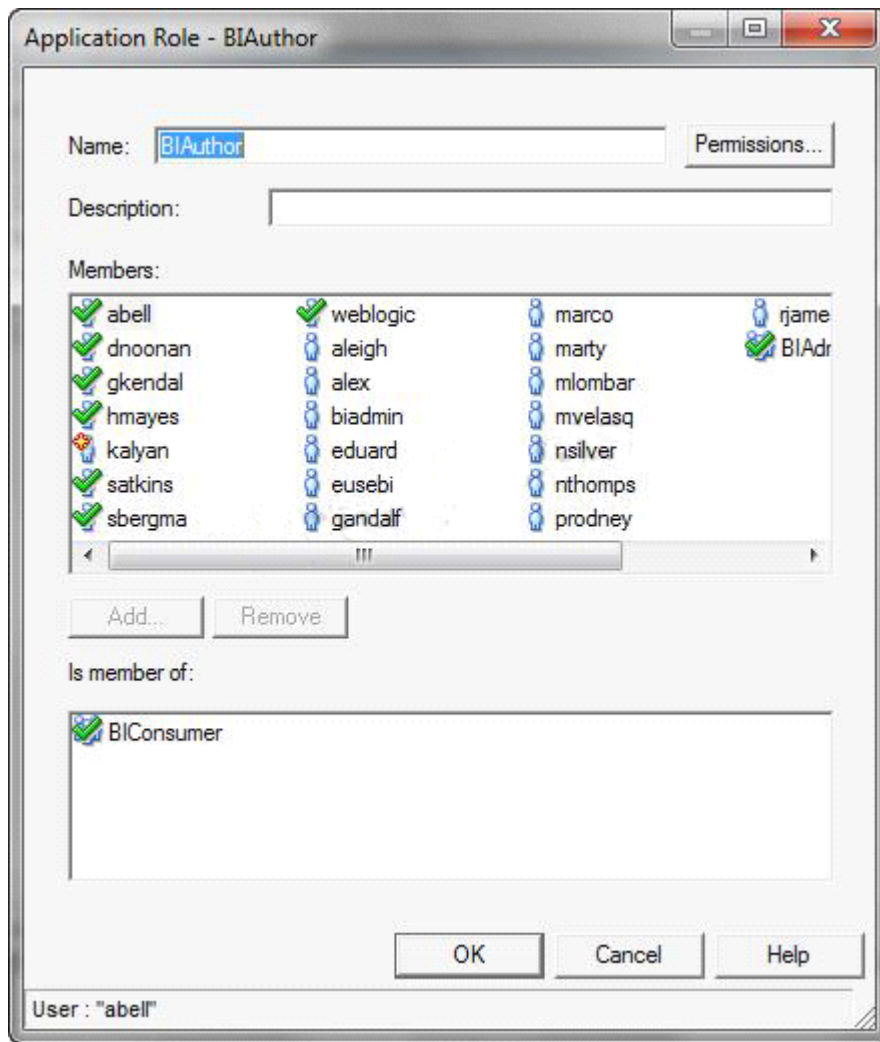 Application Role - BIAuthor
Name: BIAuthor Permissions...
Description:
Members:
abell weblogic marco rjame
dnoonan aleigh marty BIAdr
gkendal alex mlombar
hmayes biadmin mvelasq
kalyan eduard nsilver
satkins eusebi nthomps
sbergma gandalf prodney
Add... Remove
Is member of:
BIConsumer
OK Cancel Help
User : "abell"